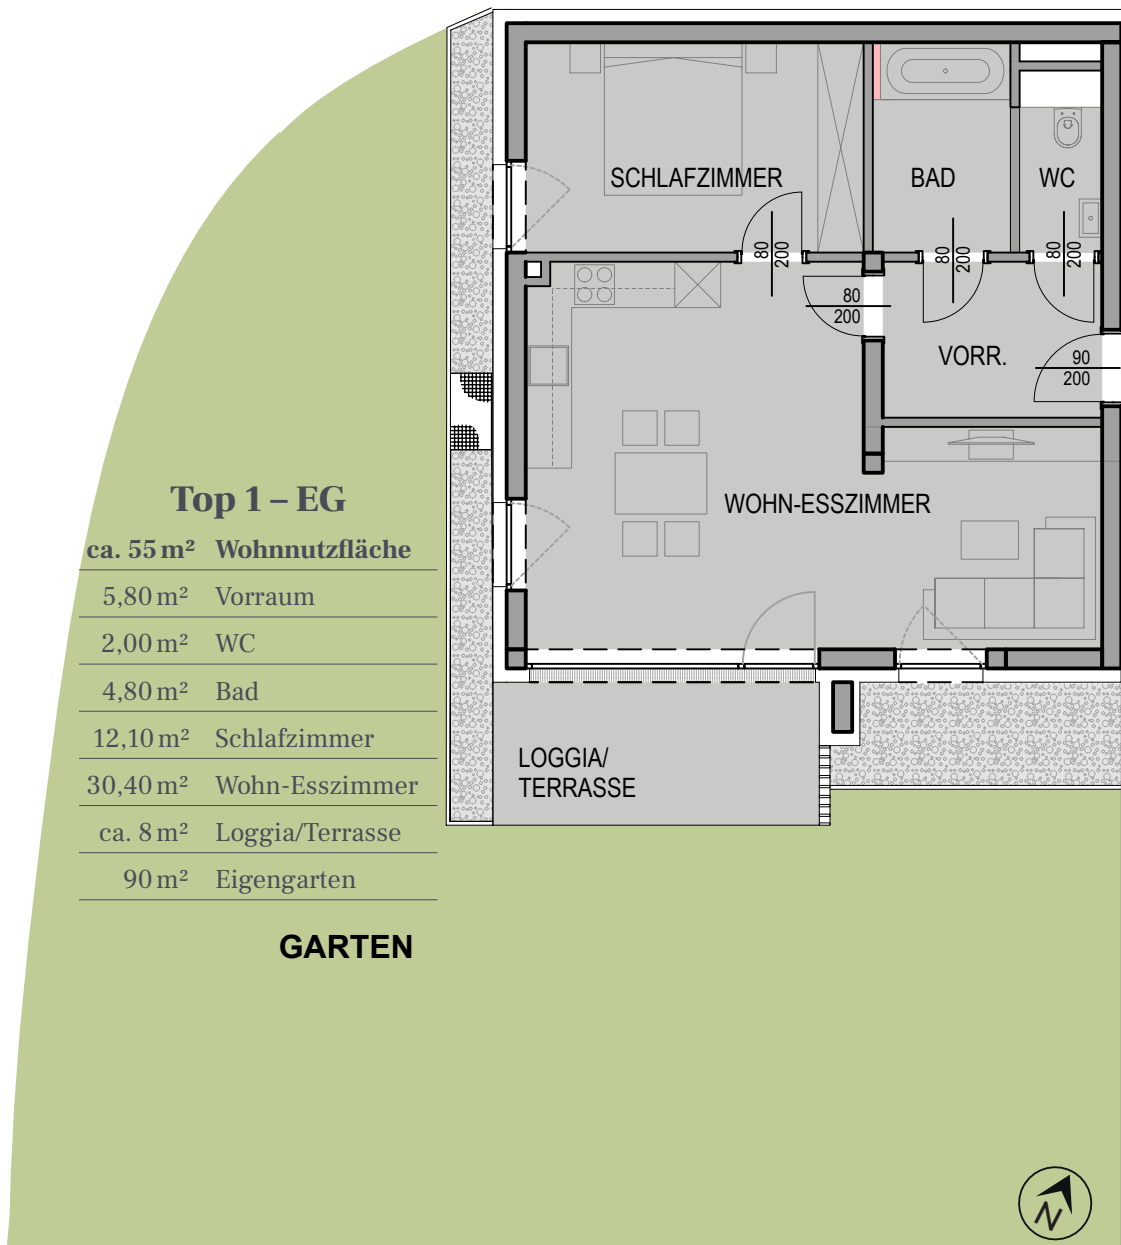 SCHLAFZIMMER
BAD
WC
80
200
80
200
80
200
80
200
VORR.
90
200
WOHN-ESSZIMMER
LOGGIA/
TERRASSE
Top 1 – EG
ca. 55 m² Wohnnutzfläche
5,80 m² Vorraum
2,00 m² WC
4,80 m² Bad
12,10 m² Schlafzimmer
30,40 m² Wohn-Esszimmer
ca. 8 m² Loggia/Terrasse
90 m² Eigengarten
GARTEN
N